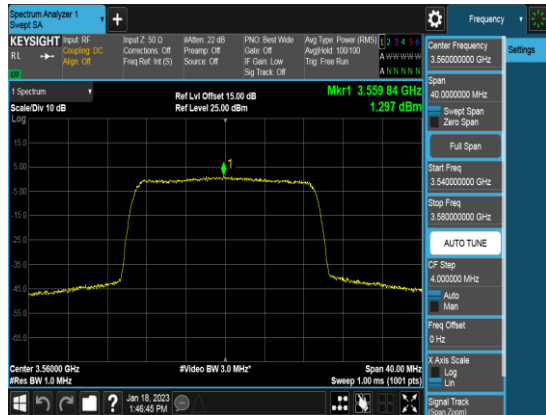 Spectrum Analyzer 1
Swept SA
Frequency
KEYSIGHT
RL
Input: RF
Coupling: DC
Align: Off
Input Z: 50 Ω
Corrections: Off
Freq Ref: Int (S)
#Atten: 22 dB
Preamp: Off
Source: Off
PNO: Best Wide
Gate: Off
IF Gain: Low
Sig Track: Off
Avg Type: Power (RMS)
Avg|Hold: 100/100
Trig: Free Run
1 2 3 4 5 6
A W W W W W
A N N N N N
LXI
1 Spectrum
Scale/Div 10 dB
Log
Ref Lvl Offset 15.00 dB
Ref Level 25.00 dBm
Mkr1 3.559 84 GHz
1.297 dBm
15.0
5.00
-5.00
-15.0
-25.0
-35.0
-45.0
-55.0
-65.0
1
Center 3.56000 GHz
#Res BW 1.0 MHz
#Video BW 3.0 MHz*
Span 40.00 MHz
Sweep 1.00 ms (1001 pts)
Jan 18, 2023
1:46:45 PM
Center Frequency
3.560000000 GHz
Settings
Span
40.0000000 MHz
Swept Span
Zero Span
Full Span
Start Freq
3.540000000 GHz
Stop Freq
3.580000000 GHz
AUTO TUNE
CF Step
4.000000 MHz
Auto
Man
Freq Offset
0 Hz
X Axis Scale
Log
Lin
Signal Track
(Span Zoom)